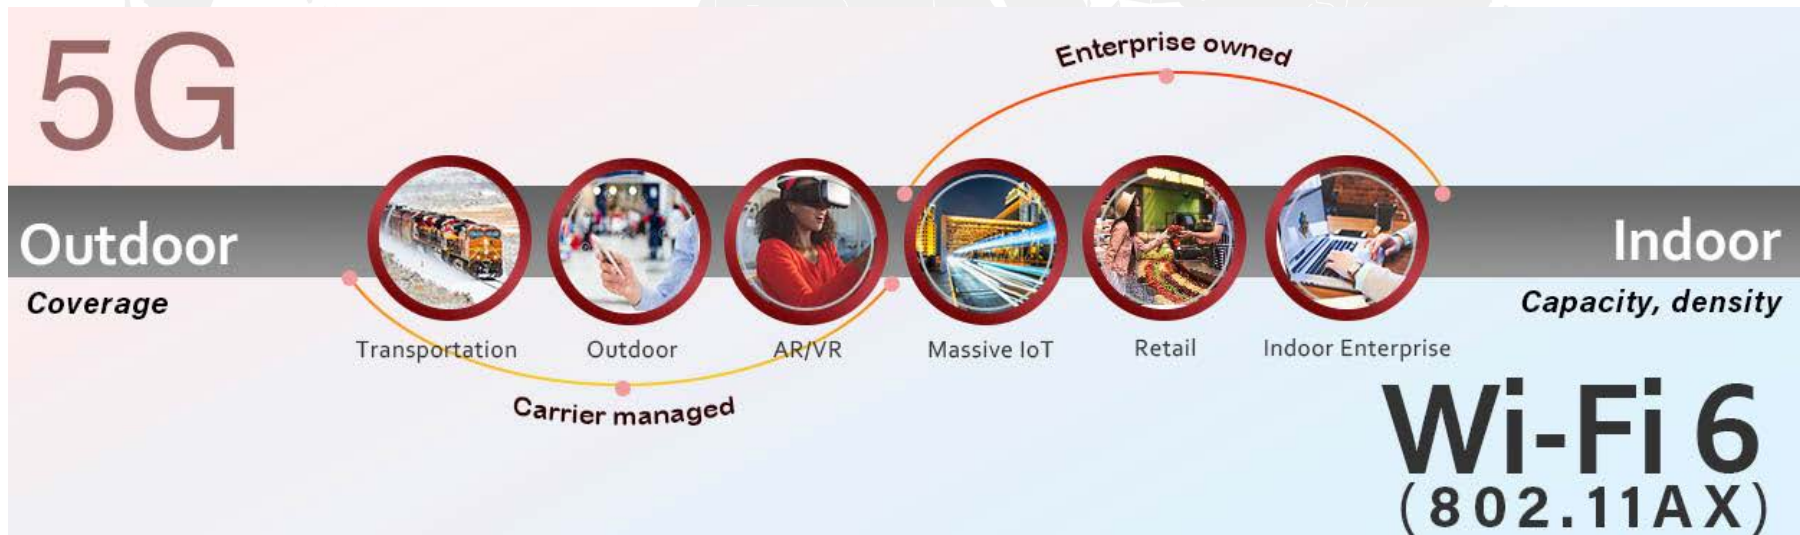 5G
Enterprise owned
Outdoor
Indoor
Coverage
Capacity, density
Transportation
Outdoor
AR/VR
Massive IoT
Retail
Indoor Enterprise
Carrier managed
Wi-Fi 6
(802.11AX)